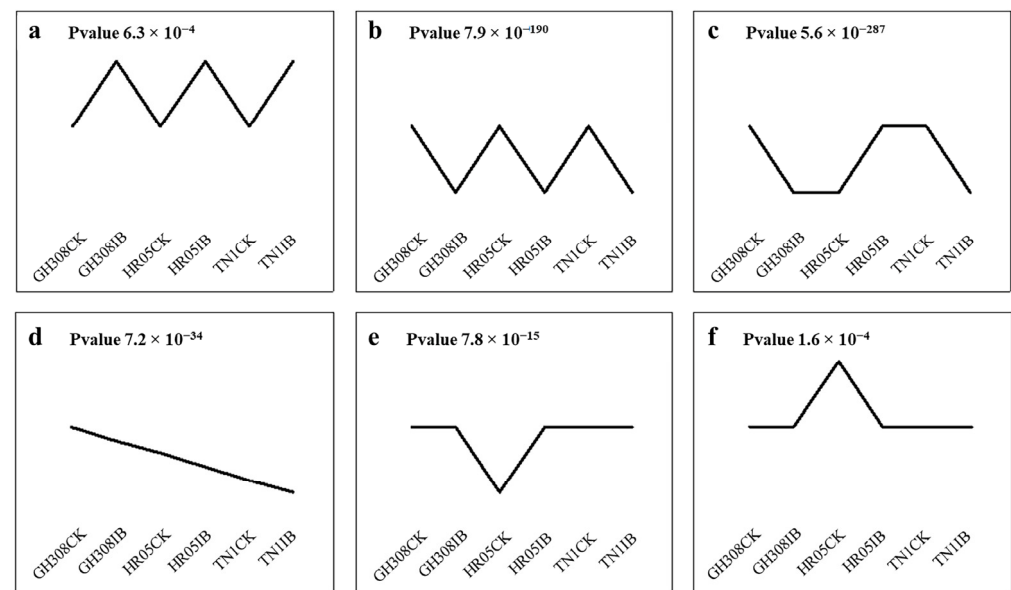 a Pvalue 6.3 × 10⁻⁴
GH308CK GH308IB HR05CK HR05IB TN1CK TN1IB
b Pvalue 7.9 × 10⁻¹⁹⁰
GH308CK GH308IB HR05CK HR05IB TN1CK TN1IB
c Pvalue 5.6 × 10⁻²⁸⁷
GH308CK GH308IB HR05CK HR05IB TN1CK TN1IB
d Pvalue 7.2 × 10⁻³⁴
GH308CK GH308IB HR05CK HR05IB TN1CK TN1IB
e Pvalue 7.8 × 10⁻¹⁵
GH308CK GH308IB HR05CK HR05IB TN1CK TN1IB
f Pvalue 1.6 × 10⁻⁴
GH308CK GH308IB HR05CK HR05IB TN1CK TN1IB